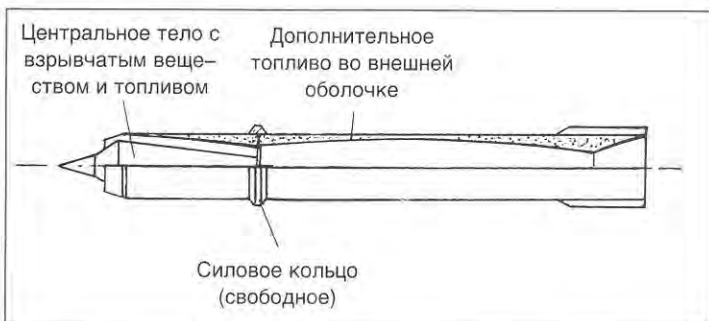 Центральное тело с
взрывчатым веще-
ством и топливом
Дополнительное
топливо во внешней
оболочке
Силовое кольцо
(свободное)